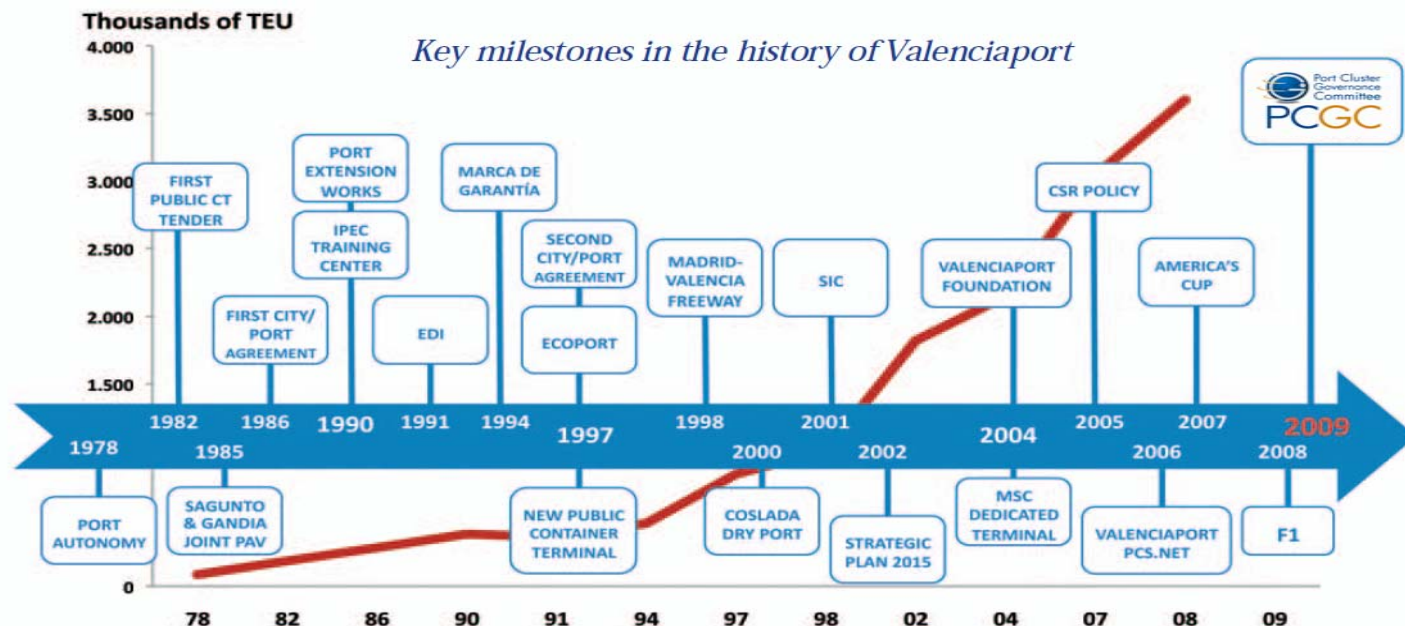 Thousands of TEU
Key milestones in the history of Valenciaport
4.000
3.500
3.000
2.500
2.000
1.500
0
Port Cluster
Governance
Committee
PCGC
FIRST
PUBLIC CT
TENDER
FIRST CITY/
PORT
AGREEMENT
PORT
EXTENSION
WORKS
IPEC
TRAINING
CENTER
EDI
MARCA DE
GARANTÍA
SECOND
CITY/PORT
AGREEMENT
ECOPORT
MADRID-
VALENCIA
FREEWAY
SIC
VALENCIAPORT
FOUNDATION
CSR POLICY
AMERICA'S
CUP
1982
1986
1990
1991
1994
1997
1998
2001
2004
2005
2007
2009
1978
1985
2000
2002
2006
2008
PORT
AUTONOMY
SAGUNTO
& GANDIA
JOINT PAV
NEW PUBLIC
CONTAINER
TERMINAL
COSLADA
DRY PORT
STRATEGIC
PLAN 2015
MSC
DEDICATED
TERMINAL
VALENCIAPORT
PCS.NET
F1
78 82 86 90 91 94 97 98 02 04 07 08 09